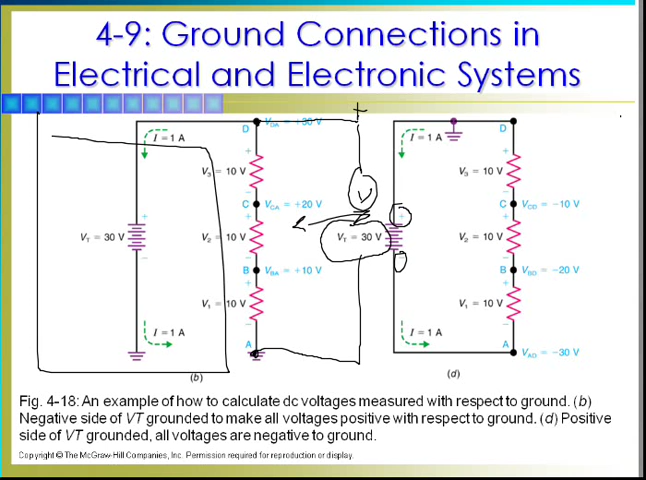 4-9: Ground Connections in
Electrical and Electronic Systems
+
I = 1 A
D
V_DA = +30 V
+
V₃ = 10 V
−
C
V_CA = +20 V
+
V_T = 30 V
+
−
V₂ = 10 V
−
B
V_BA = +10 V
+
V₁ = 10 V
−
A
I = 1 A
(b)
V
I = 1 A
D
+
V₃ = 10 V
−
C
V_CD = −10 V
+
V_T = 30 V
+
−
V₂ = 10 V
−
B
V_BD = −20 V
+
V₁ = 10 V
−
I = 1 A
A
V_AD = −30 V
(d)
Fig. 4-18: An example of how to calculate dc voltages measured with respect to ground. (b)
Negative side of VT grounded to make all voltages positive with respect to ground. (d) Positive
side of VT grounded, all voltages are negative to ground.
Copyright © The McGraw-Hill Companies, Inc. Permission required for reproduction or display.